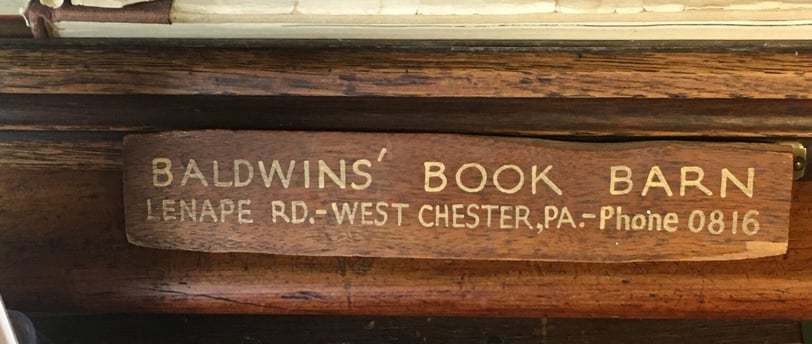 BALDWINS' BOOK BARN
LENAPE RD.-WEST CHESTER,PA.-Phone 0816